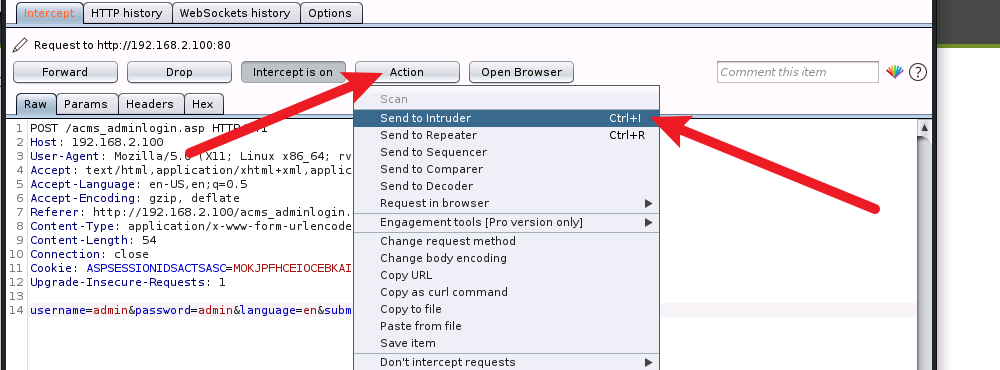 Intercept HTTP history WebSockets history Options
Request to http://192.168.2.100:80
Forward Drop Intercept is on Action Open Browser Comment this item ?
Raw Params Headers Hex
Scan
Send to Intruder Ctrl+I
Send to Repeater Ctrl+R
Send to Sequencer
Send to Comparer
Send to Decoder
Request in browser
Engagement tools [Pro version only]
Change request method
Change body encoding
Copy URL
Copy as curl command
Copy to file
Paste from file
Save item
Don't intercept requests
1 POST /acms_adminlogin.asp
2 Host: 192.168.2.100
3 User-Agent: (X11; Linux x86_64; rv
4 Accept: text/html,application/xhtml+xml,applic
5 Accept-Language: en-US,en;q=0.5
6 Accept-Encoding: gzip, deflate
7 Referer: http://192.168.2.100/acms_adminlogin.
8 Content-Type: application/x-www-form-urlencode
9 Content-Length: 54
10 Connection: close
11 Cookie: ASPSESSIONIDSACTSASC=MOKJPFHCEIOCEBKAI
12 Upgrade-Insecure-Requests: 1
13
14 username=admin&password=admin&language=en&subm